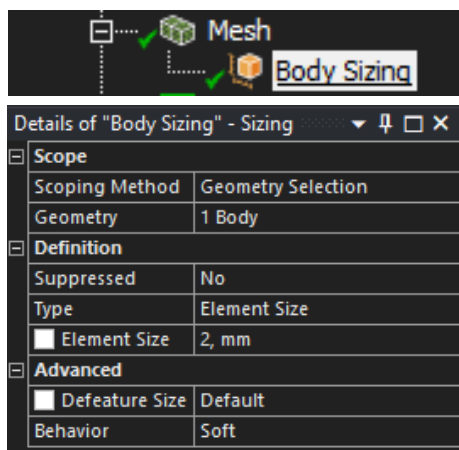 Mesh
Body Sizing
Details of "Body Sizing" - Sizing
Scope
Scoping Method Geometry Selection
Geometry 1 Body
Definition
Suppressed No
Type Element Size
Element Size 2, mm
Advanced
Defeature Size Default
Behavior Soft